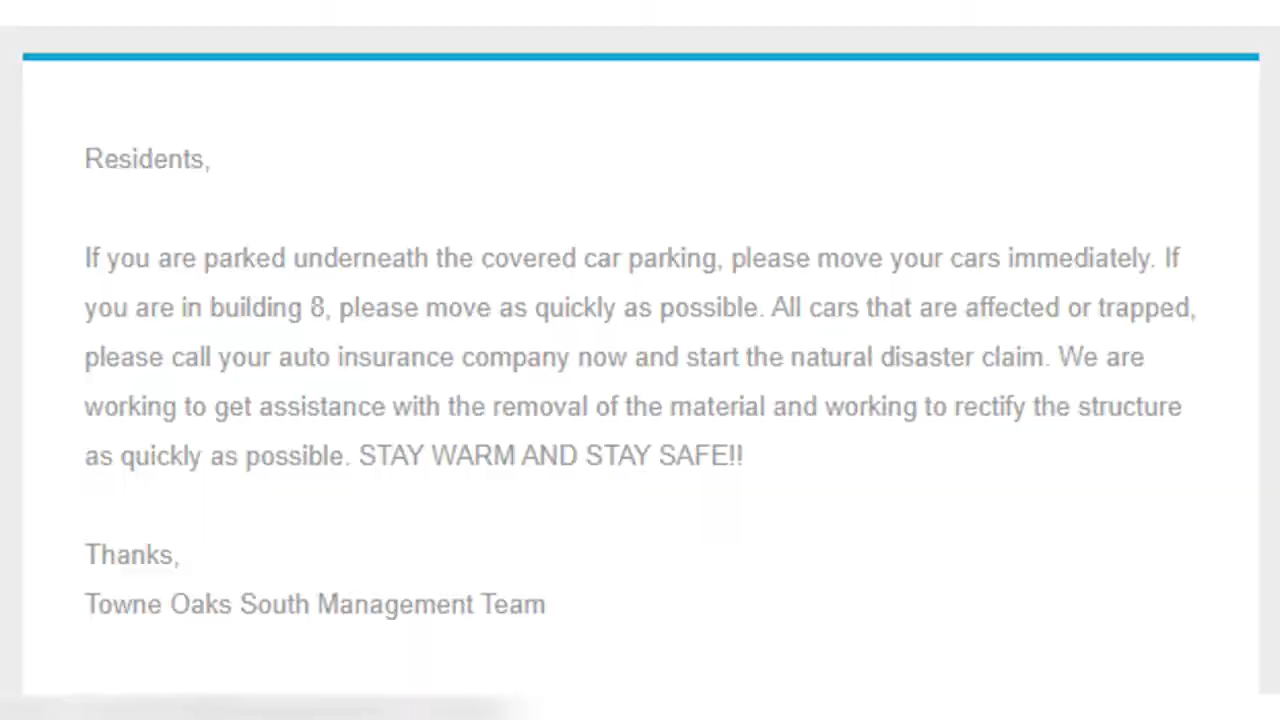 Residents,
If you are parked underneath the covered car parking, please move your cars immediately. If
you are in building 8, please move as quickly as possible. All cars that are affected or trapped,
please call your auto insurance company now and start the natural disaster claim. We are
working to get assistance with the removal of the material and working to rectify the structure
as quickly as possible. STAY WARM AND STAY SAFE!!
Thanks,
Towne Oaks South Management Team